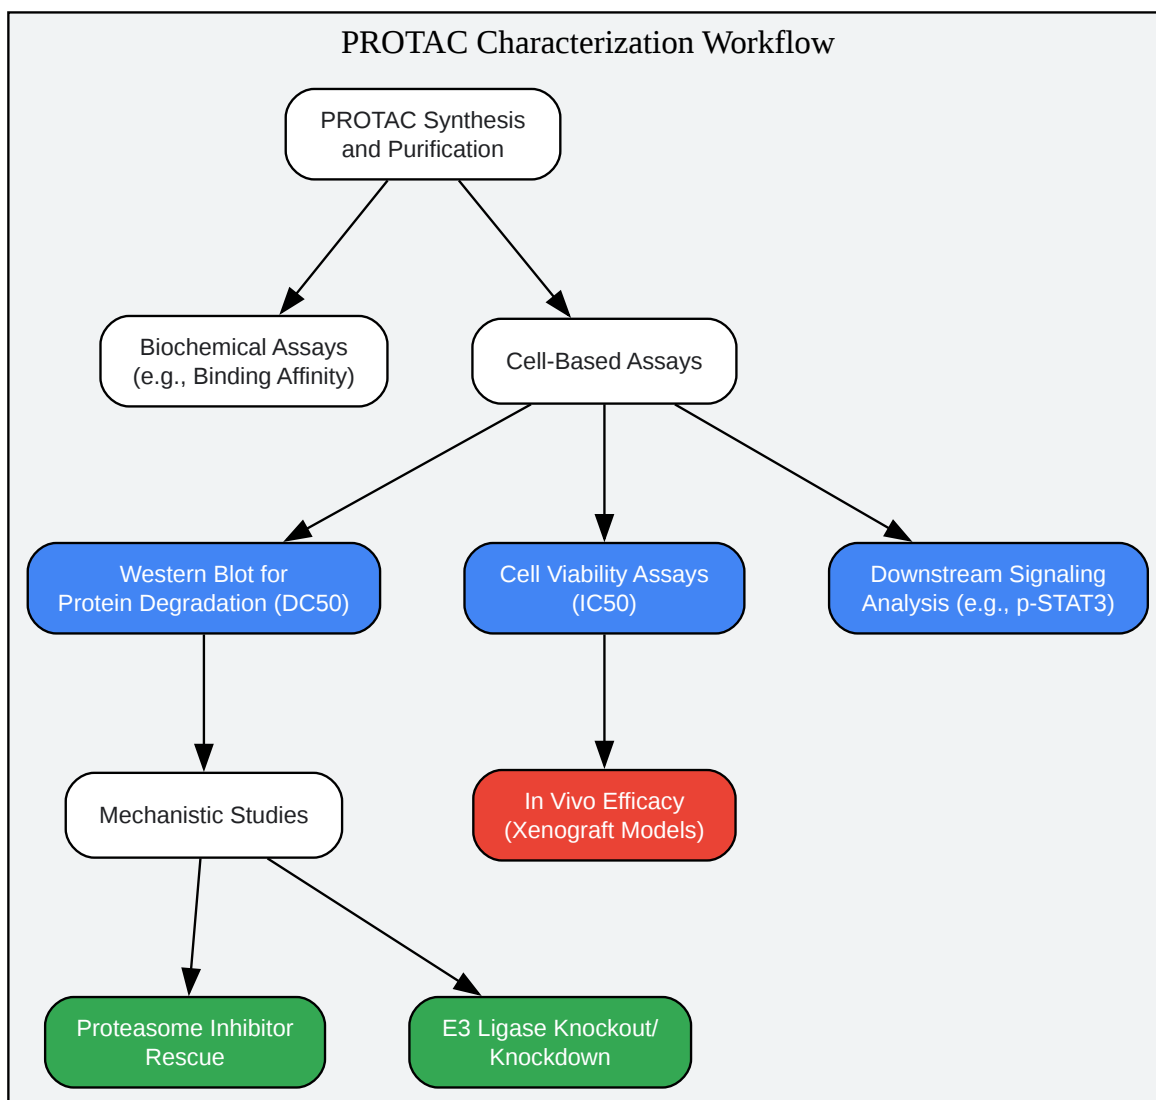 PROTAC Characterization Workflow
PROTAC Synthesis
and Purification
Biochemical Assays
(e.g., Binding Affinity)
Cell-Based Assays
Western Blot for
Protein Degradation (DC50)
Cell Viability Assays
(IC50)
Downstream Signaling
Analysis (e.g., p-STAT3)
Mechanistic Studies
In Vivo Efficacy
(Xenograft Models)
Proteasome Inhibitor
Rescue
E3 Ligase Knockout/
Knockdown